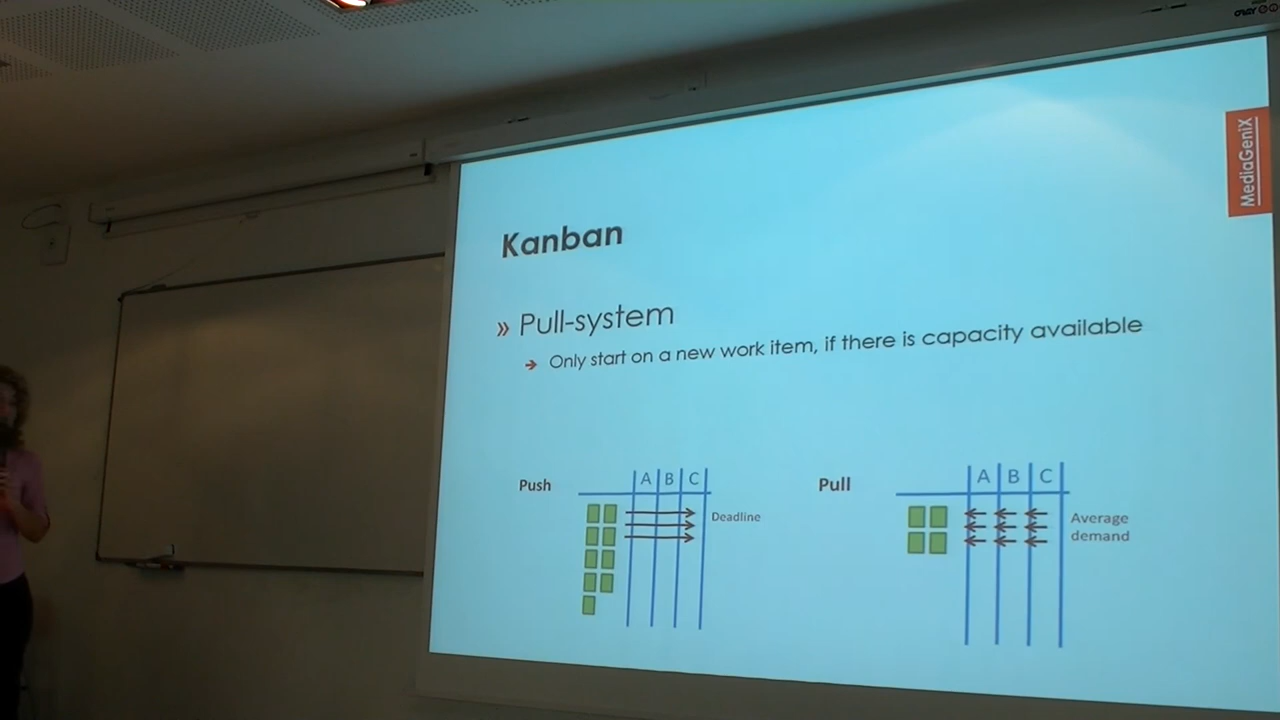 MediaGeniX
Kanban
» Pull-system
→ Only start on a new work item, if there is capacity available
Push
A B C
Deadline
Pull
A B C
Average
demand